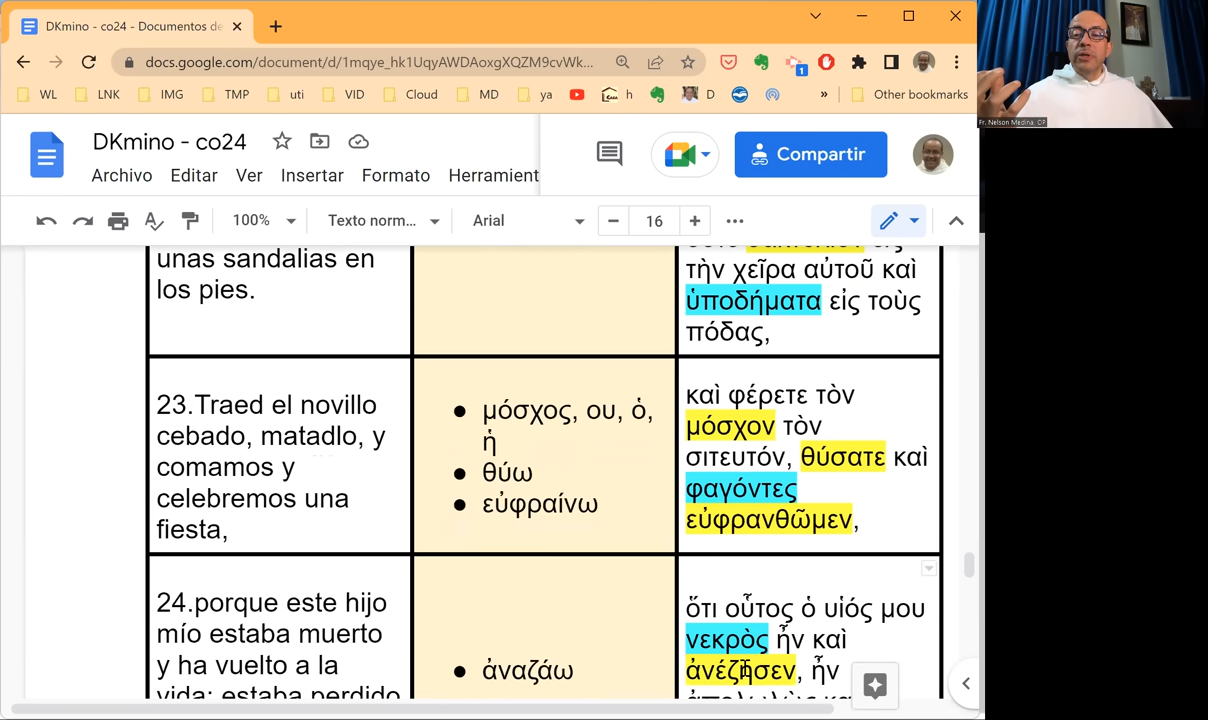 DKmino - co24 - Documentos de
docs.google.com/document/d/1mqye_hk1UqyAWDAoxgXQZM9cvWk...
1
WL LNK IMG TMP uti VID Cloud MD ya h D » Other bookmarks
DKmino - co24
Archivo Editar Ver Insertar Formato Herramient
Compartir
100% Texto norm... Arial 16
Fr. Nelson Medina, OP
unas sandalias en
los pies.
τὴν χεῖρα αὐτοῦ καὶ
ὑποδήματα εἰς τοὺς
πόδας,
23.Traed el novillo
cebado, matadlo, y
comamos y
celebremos una
fiesta,
μόσχος, ου, ὁ,
ἡ
θύω
εὐφραίνω
καὶ φέρετε τὸν
μόσχον τὸν
σιτευτόν, θύσατε καὶ
φαγόντες
εὐφρανθῶμεν,
24.porque este hijo
mío estaba muerto
y ha vuelto a la
vida; estaba perdido
ἀναζάω
ὅτι οὗτος ὁ υἱός μου
νεκρὸς ἦν καὶ
ἀνέζησεν, ἦν